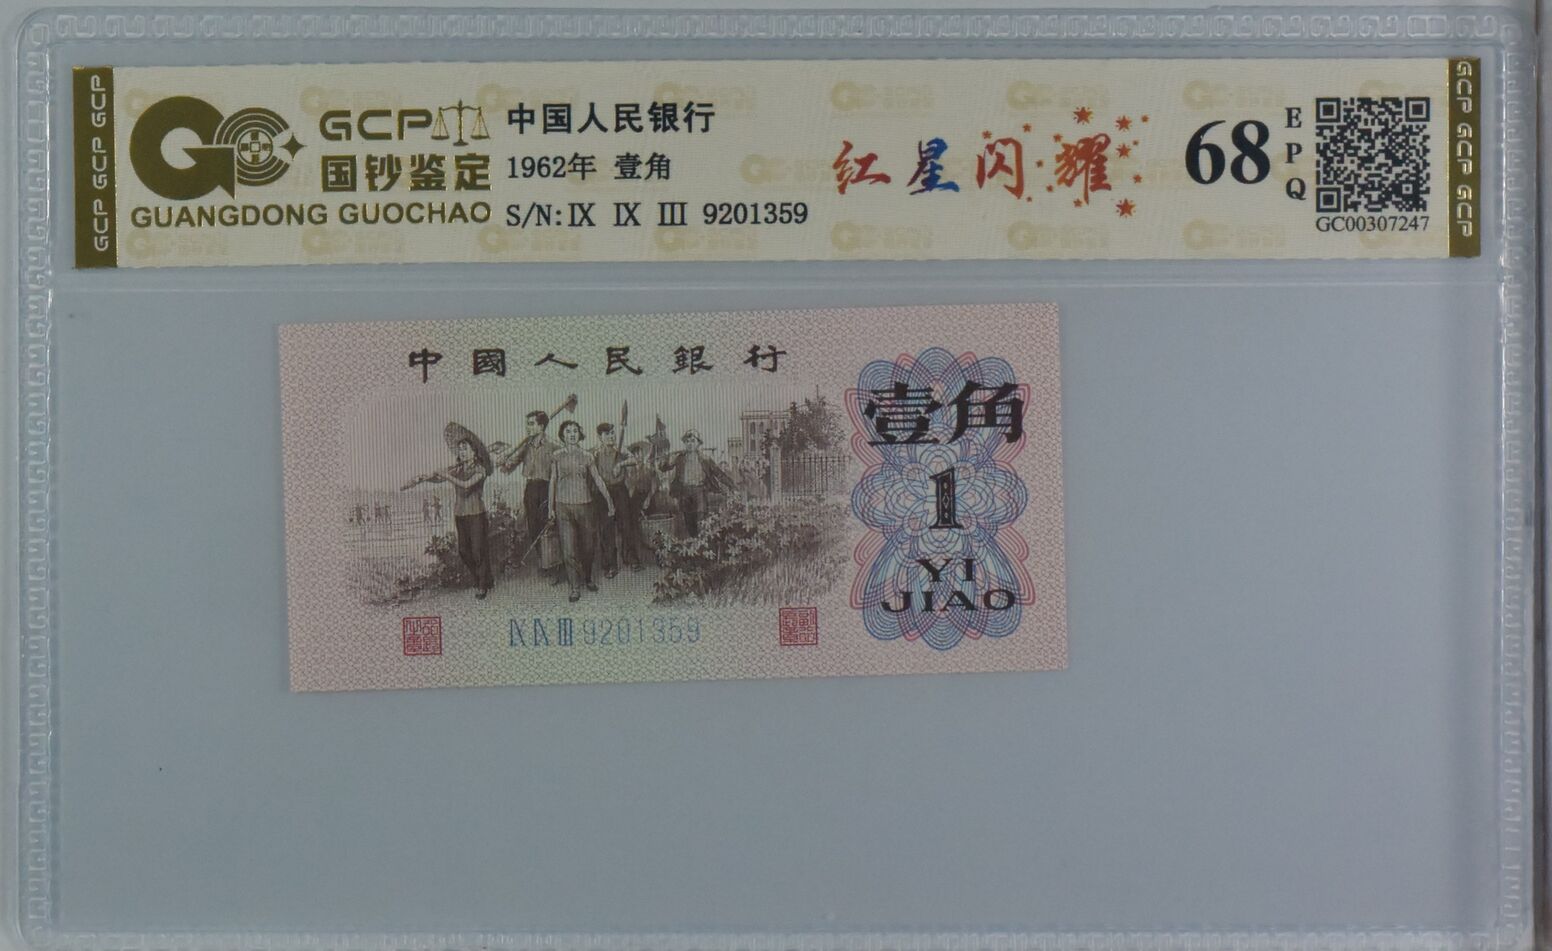 GCP GCP GCP
GCP
国钞鉴定
GUANGDONG GUOCHAO
中国人民银行
1962年 壹角
S/N: IX IX III 9201359
红星闪耀
68
EPQ
GC00307247
GCP GCP GCP
中國人民銀行
壹角
1
YI
JIAO
IX IX III 9201359